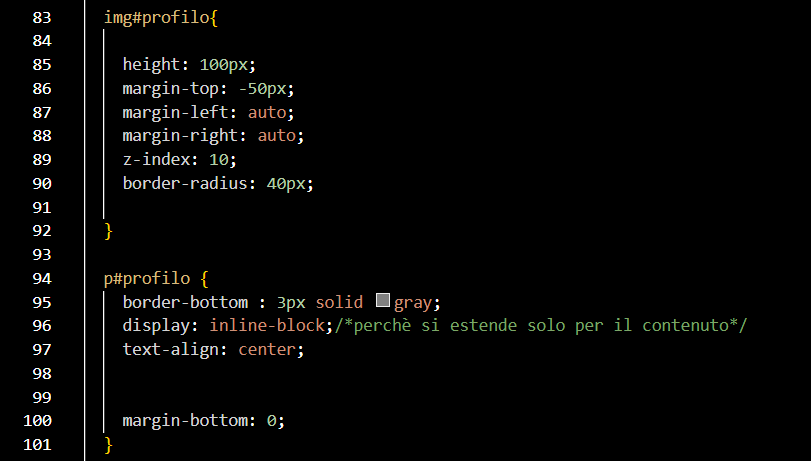 83 img#profilo{
84
85 height: 100px;
86 margin-top: -50px;
87 margin-left: auto;
88 margin-right: auto;
89 z-index: 10;
90 border-radius: 40px;
91
92 }
93
94 p#profilo {
95 border-bottom : 3px solid gray;
96 display: inline-block;/*perchè si estende solo per il contenuto*/
97 text-align: center;
98
99
100 margin-bottom: 0;
101 }